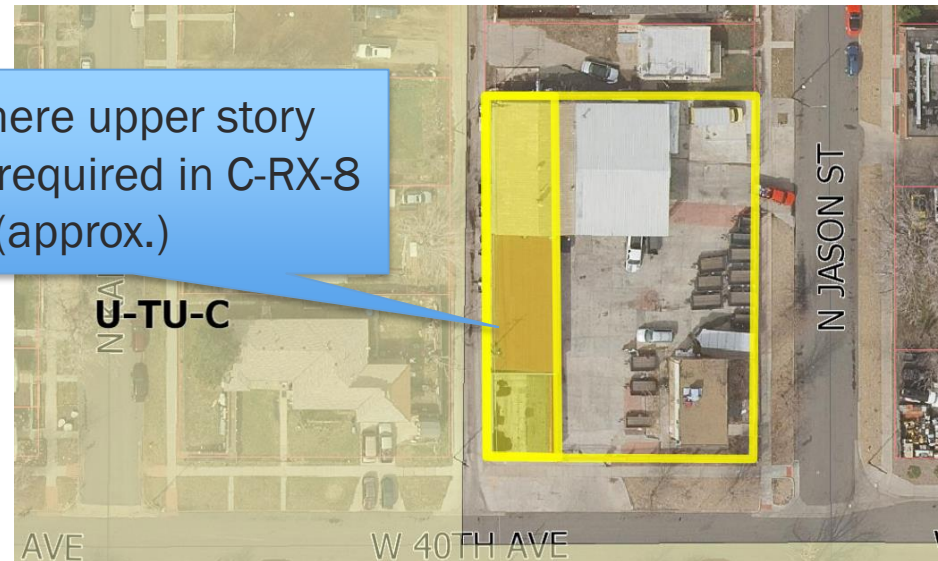 here upper story
required in C-RX-8
(approx.)
U-TU-C
N JASON ST
AVE
W 40TH AVE